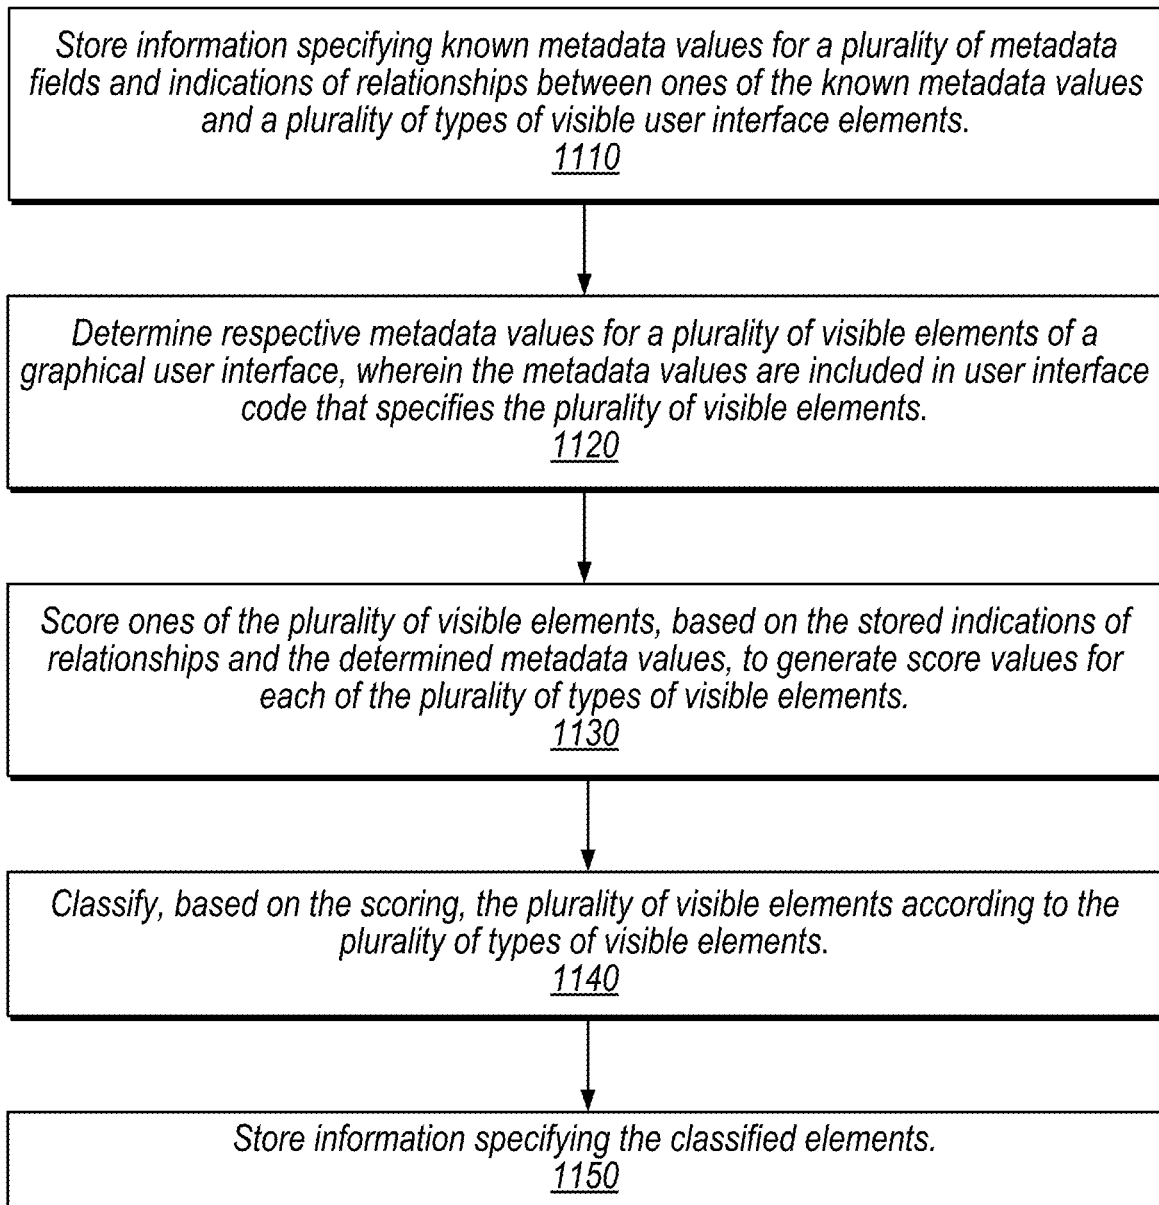 Store information specifying known metadata values for a plurality of metadata
fields and indications of relationships between ones of the known metadata values
and a plurality of types of visible user interface elements.
1110
Determine respective metadata values for a plurality of visible elements of a
graphical user interface, wherein the metadata values are included in user interface
code that specifies the plurality of visible elements.
1120
Score ones of the plurality of visible elements, based on the stored indications of
relationships and the determined metadata values, to generate score values for
each of the plurality of types of visible elements.
1130
Classify, based on the scoring, the plurality of visible elements according to the
plurality of types of visible elements.
1140
Store information specifying the classified elements.
1150